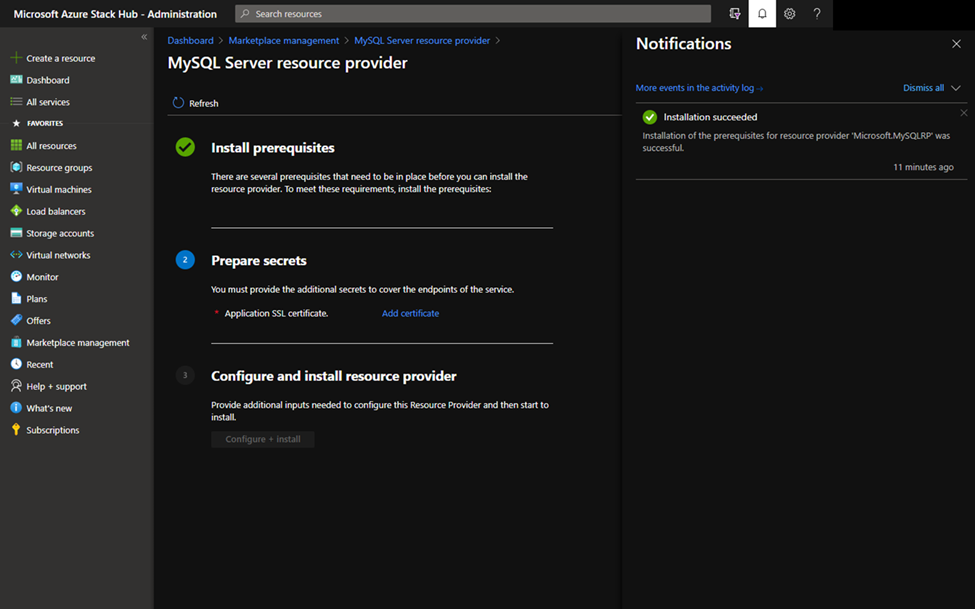 Microsoft Azure Stack Hub - Administration
Search resources
?
«
Create a resource
Dashboard
All services
FAVORITES
All resources
Resource groups
Virtual machines
Load balancers
Storage accounts
Virtual networks
Monitor
Plans
Offers
Marketplace management
Recent
Help + support
What's new
Subscriptions
Dashboard > Marketplace management > MySQL Server resource provider >
MySQL Server resource provider
Refresh
Install prerequisites
There are several prerequisites that need to be in place before you can install the
resource provider. To meet these requirements, install the prerequisites:
2
Prepare secrets
You must provide the additional secrets to cover the endpoints of the service.
* Application SSL certificate. Add certificate
3
Configure and install resource provider
Provide additional inputs needed to configure this Resource Provider and then start to
install.
Configure + install
Notifications
More events in the activity log →
Dismiss all
Installation succeeded
Installation of the prerequisites for resource provider 'Microsoft.MySQLRP' was
successful.
11 minutes ago